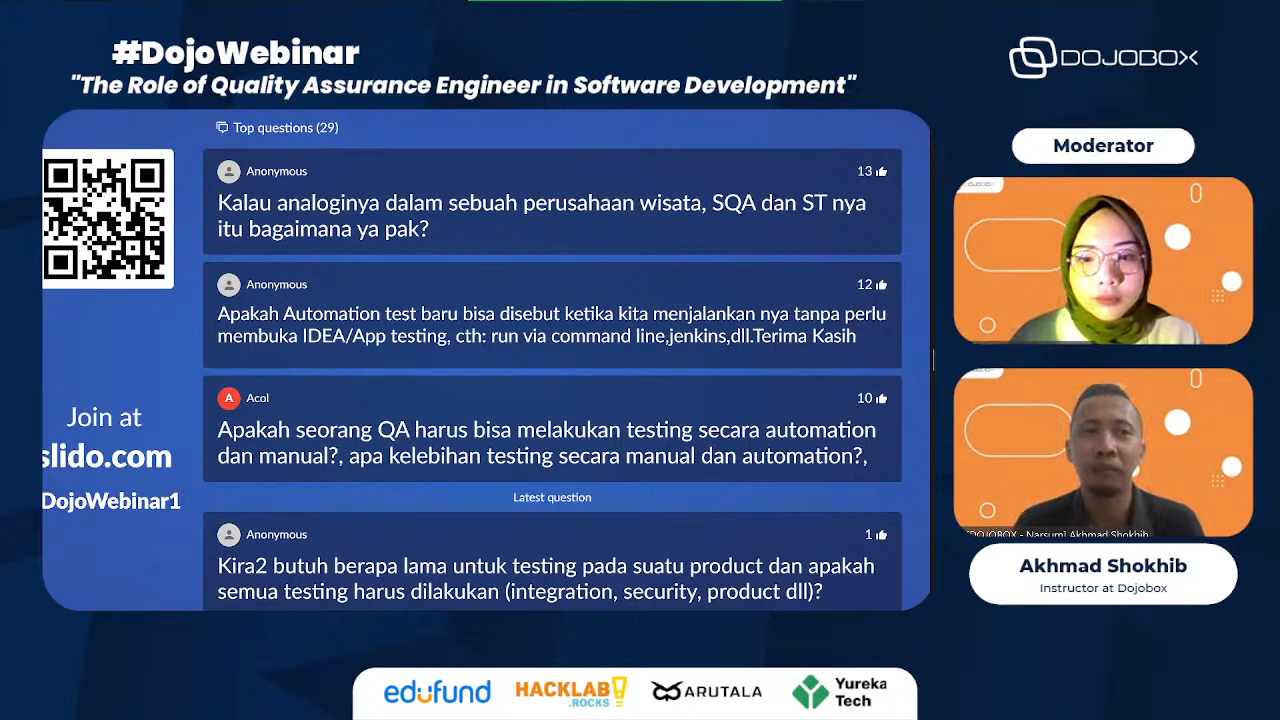 #DojoWebinar
"The Role of Quality Assurance Engineer in Software Development"
DOJOBOX
Top questions (29)
Anonymous
13
Kalau analoginya dalam sebuah perusahaan wisata, SQA dan ST nya
itu bagaimana ya pak?
Anonymous
12
Apakah Automation test baru bisa disebut ketika kita menjalankan nya tanpa perlu
membuka IDEA/App testing, cth: run via command line,jenkins,dll.Terima Kasih
A
Acol
10
Apakah seorang QA harus bisa melakukan testing secara automation
dan manual?, apa kelebihan testing secara manual dan automation?,
Latest question
Anonymous
1
Kira2 butuh berapa lama untuk testing pada suatu product dan apakah
semua testing harus dilakukan (integration, security, product dll)?
Join at
slido.com
DojoWebinar1
Moderator
[DOJOBOX - Narsum] Akhmad Shokhib
Akhmad Shokhib
Instructor at Dojobox
edufund
HACKLAB!
.ROCKS
ARUTALA
Yureka
Tech